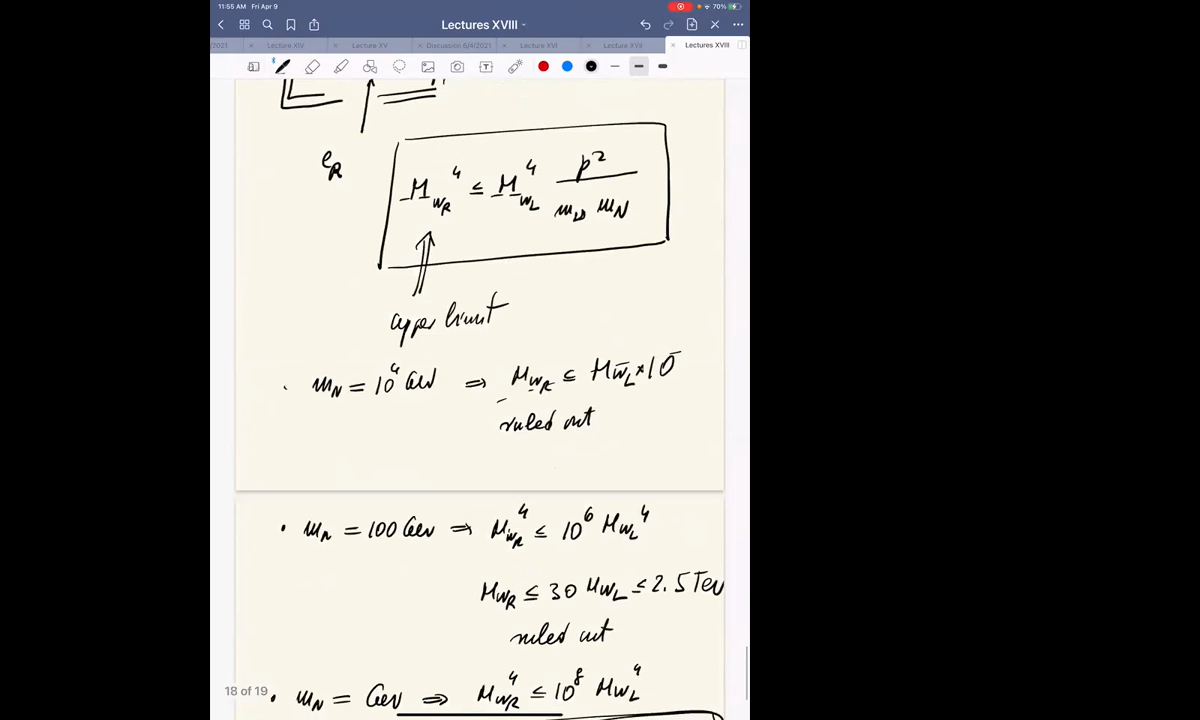 11:55 AM Fri Apr 9
70%
Lectures XVIII
/2021 Lecture XIV Lecture XV Discussion 6/4/2021 Lecture XVI Lecture XVII Lectures XVIII
e_R
M_{W_R}^4 ≤ M_{W_L}^4 p^2 / (m_ν m_N)
upper limit
• m_N = 10^4 GeV ⇒ M_{W_R} ≤ M_{W_L} × 10
ruled out
• m_N = 100 GeV ⇒ M_{W_R}^4 ≤ 10^6 M_{W_L}^4
M_{W_R} ≤ 30 M_{W_L} ≤ 2.5 TeV
ruled out
18 of 19
• m_N = GeV ⇒ M_{W_R}^4 ≤ 10^8 M_{W_L}^4